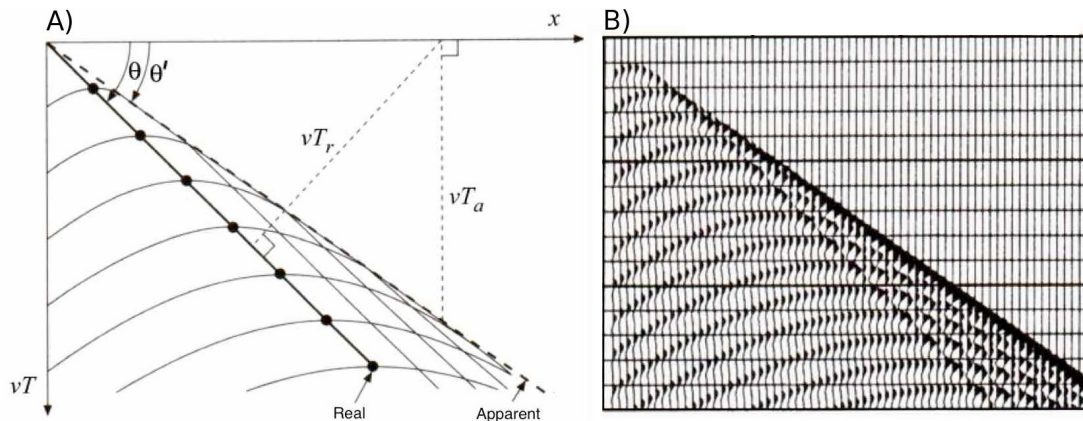 A)
x
B)
θ θ'
vT_r
vT_a
vT
Real
Apparent